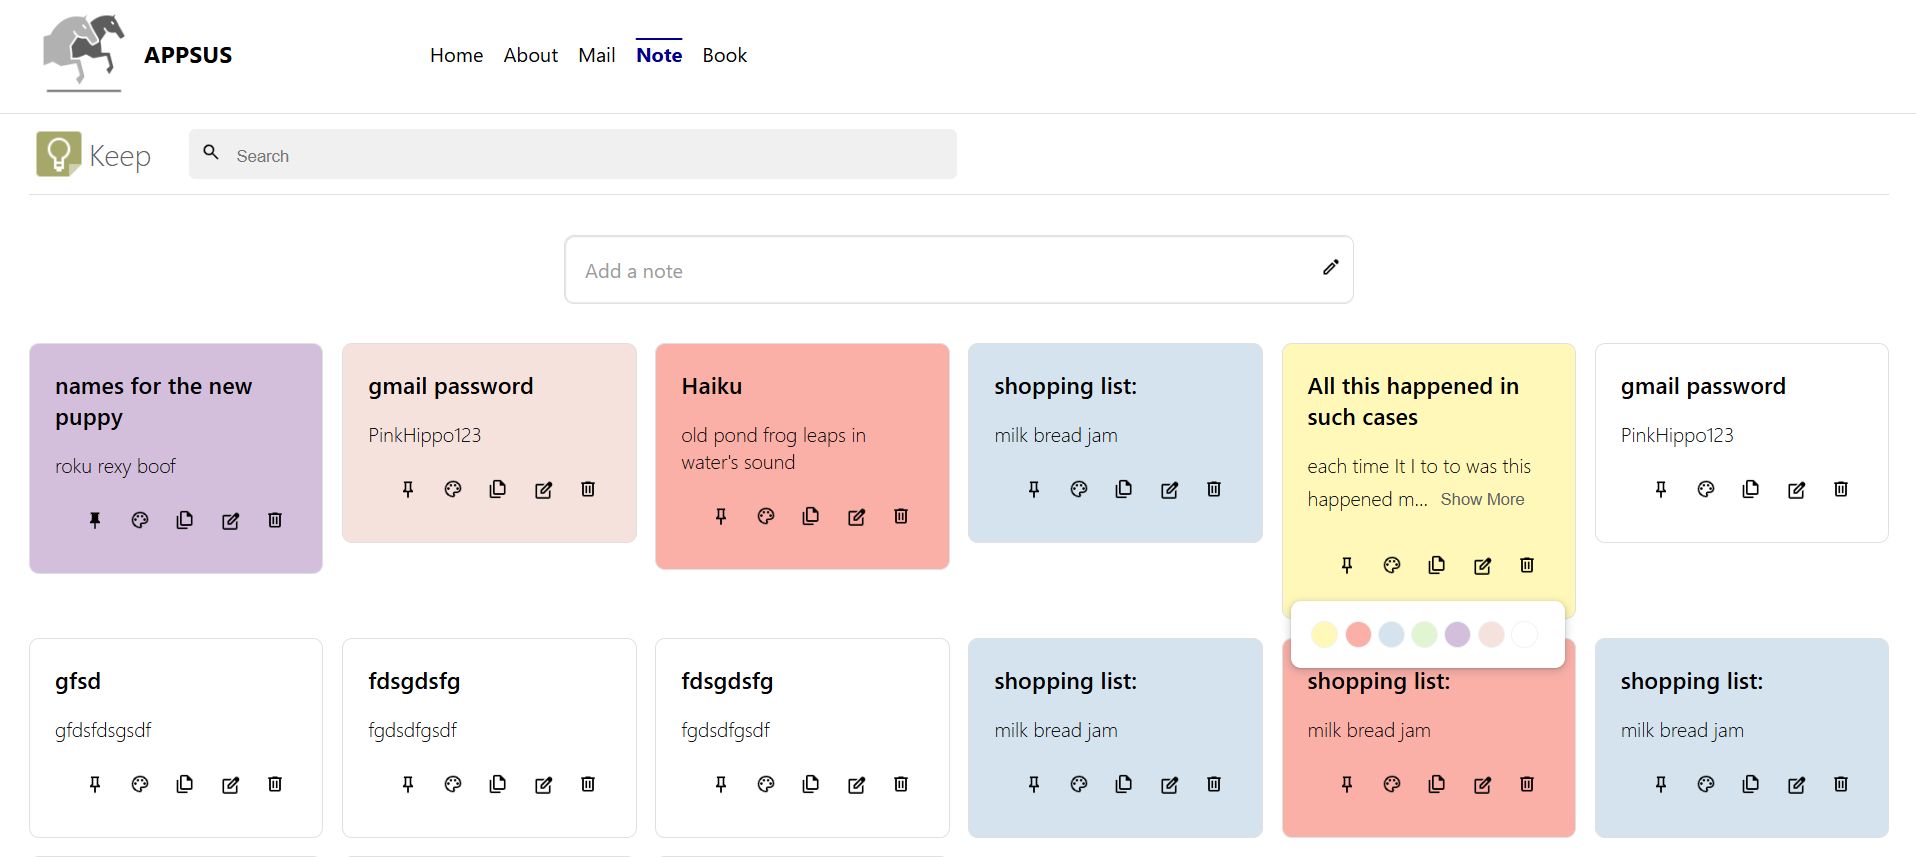 APPSUS
Home About Mail Note Book
Keep
Search
Add a note
names for the new
puppy
roku rexy boof
gmail password
PinkHippo123
Haiku
old pond frog leaps in
water's sound
shopping list:
milk bread jam
All this happened in
such cases
each time It I to to was this
happened m... Show More
gmail password
PinkHippo123
gfsd
gfdsfdsgsdf
fdsgdsfg
fgdsdfgsdf
fdsgdsfg
fgdsdfgsdf
shopping list:
milk bread jam
shopping list:
milk bread jam
shopping list:
milk bread jam